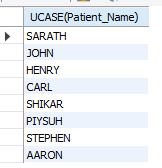 UCASE(Patient_Name)
SARATH
JOHN
HENRY
CARL
SHIKAR
PIYSUH
STEPHEN
AARON